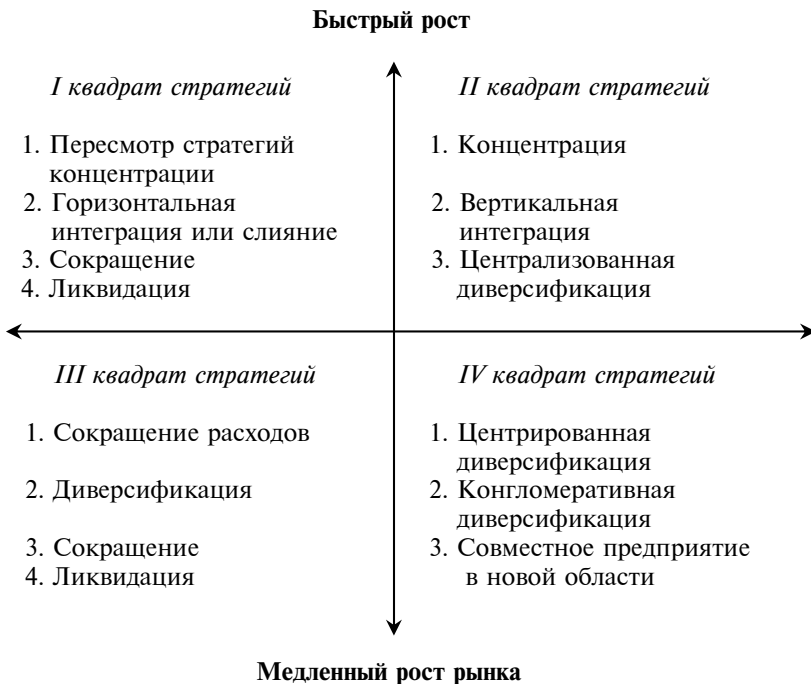 Быстрый рост
I квадрат стратегий
1. Пересмотр стратегий
концентрации
2. Горизонтальная
интеграция или слияние
3. Сокращение
4. Ликвидация
II квадрат стратегий
1. Концентрация
2. Вертикальная
интеграция
3. Централизованная
диверсификация
III квадрат стратегий
1. Сокращение расходов
2. Диверсификация
3. Сокращение
4. Ликвидация
IV квадрат стратегий
1. Центрированная
диверсификация
2. Конгломеративная
диверсификация
3. Совместное предприятие
в новой области
Медленный рост рынка